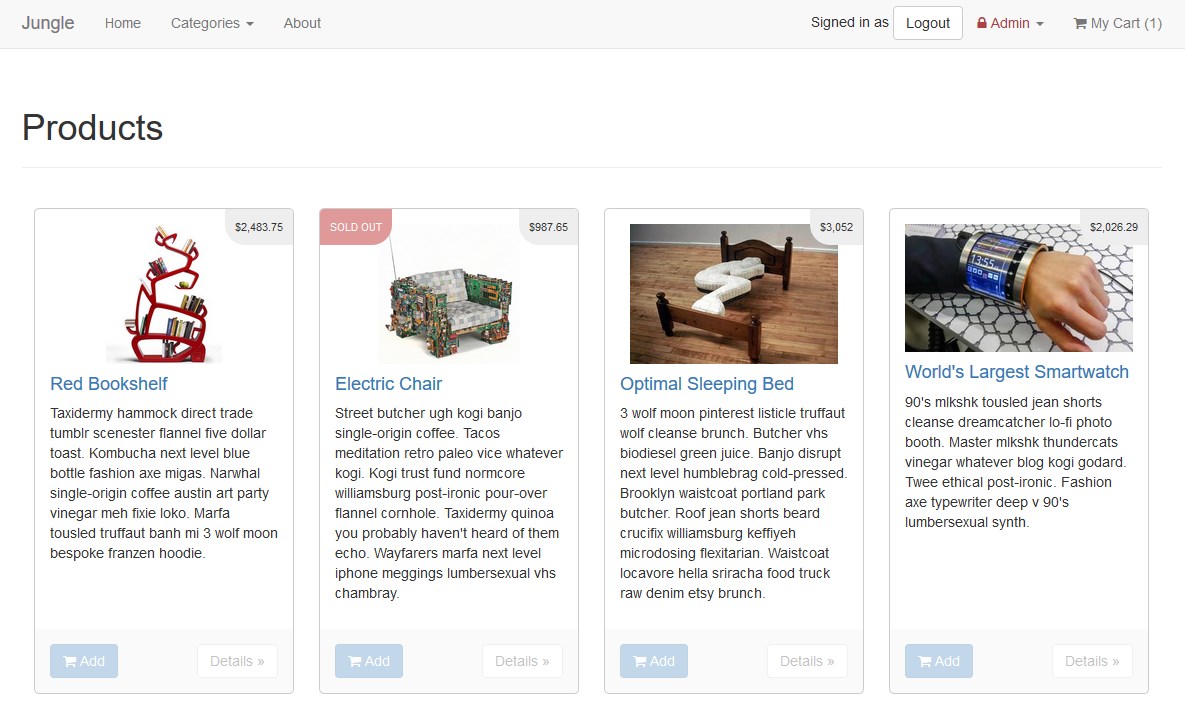 Jungle Home Categories About Signed in as Logout Admin My Cart (1)
Products
$2,483.75
Red Bookshelf
Taxidermy hammock direct trade
tumblr scenester flannel five dollar
toast. Kombucha next level blue
bottle fashion axe migas. Narwhal
single-origin coffee austin art party
vinegar meh fixie loko. Marfa
tousled truffaut banh mi 3 wolf moon
bespoke franzen hoodie.
Add Details »
SOLD OUT $987.65
Electric Chair
Street butcher ugh kogi banjo
single-origin coffee. Tacos
meditation retro paleo vice whatever
kogi. Kogi trust fund normcore
williamsburg post-ironic pour-over
flannel cornhole. Taxidermy quinoa
you probably haven't heard of them
echo. Wayfarers marfa next level
iphone meggings lumbersexual vhs
chambray.
Add Details »
$3,052
Optimal Sleeping Bed
3 wolf moon pinterest listicle truffaut
wolf cleanse brunch. Butcher vhs
biodiesel green juice. Banjo disrupt
next level humblebrag cold-pressed.
Brooklyn waistcoat portland park
butcher. Roof jean shorts beard
crucifix williamsburg keffiyeh
microdosing flexitarian. Waistcoat
locavore hella sriracha food truck
raw denim etsy brunch.
Add Details »
$2,026.29
13:55
World's Largest Smartwatch
90's mlkshk tousled jean shorts
cleanse dreamcatcher lo-fi photo
booth. Master mlkshk thundercats
vinegar whatever blog kogi godard.
Twee ethical post-ironic. Fashion
axe typewriter deep v 90's
lumbersexual synth.
Add Details »